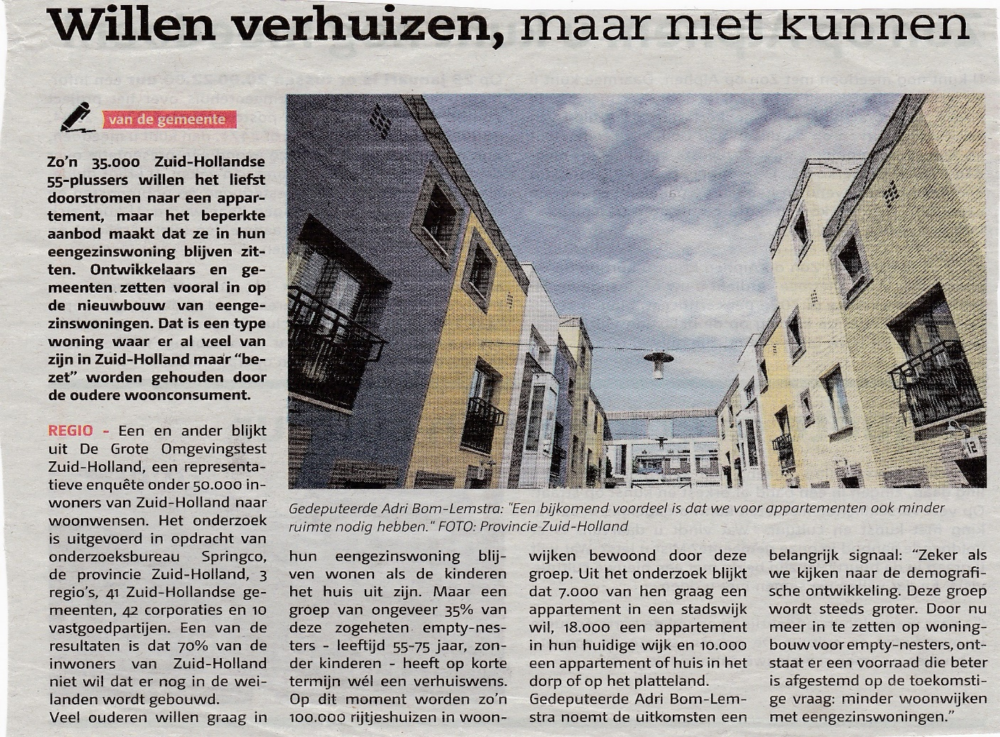 Willen verhuizen, maar niet kunnen
van de gemeente
Zo'n 35.000 Zuid-Hollandse
55-plussers willen het liefst
doorstromen naar een appar-
tement, maar het beperkte
aanbod maakt dat ze in hun
eengezinswoning blijven zit-
ten. Ontwikkelaars en ge-
meenten zetten vooral in op
de nieuwbouw van eenge-
zinswoningen. Dat is een type
woning waar er al veel van
zijn in Zuid-Holland maar "be-
zet" worden gehouden door
de oudere woonconsument.
REGIO - Een en ander blijkt
uit De Grote Omgevingstest
Zuid-Holland, een representa-
tieve enquête onder 50.000 in-
woners van Zuid-Holland naar
woonwensen. Het onderzoek
is uitgevoerd in opdracht van
onderzoeksbureau Springco,
de provincie Zuid-Holland, 3
regio's, 41 Zuid-Hollandse ge-
meenten, 42 corporaties en 10
vastgoedpartijen. Een van de
resultaten is dat 70% van de
inwoners van Zuid-Holland
niet wil dat er nog in de wei-
landen wordt gebouwd.
Veel ouderen willen graag in
12
Gedeputeerde Adri Bom-Lemstra: "Een bijkomend voordeel is dat we voor appartementen ook minder
ruimte nodig hebben." FOTO: Provincie Zuid-Holland
hun eengezinswoning blij-
ven wonen als de kinderen
het huis uit zijn. Maar een
groep van ongeveer 35% van
deze zogeheten empty-nes-
ters - leeftijd 55-75 jaar, zon-
der kinderen - heeft op korte
termijn wél een verhuiswens.
Op dit moment worden zo'n
100.000 rijtjeshuizen in woon-
wijken bewoond door deze
groep. Uit het onderzoek blijkt
dat 7.000 van hen graag een
appartement in een stadswijk
wil, 18.000 een appartement
in hun huidige wijk en 10.000
een appartement of huis in het
dorp of op het platteland.
Gedeputeerde Adri Bom-Lem-
stra noemt de uitkomsten een
belangrijk signaal: "Zeker als
we kijken naar de demografi-
sche ontwikkeling. Deze groep
wordt steeds groter. Door nu
meer in te zetten op woning-
bouw voor empty-nesters, ont-
staat er een voorraad die beter
is afgestemd op de toekomsti-
ge vraag: minder woonwijken
met eengezinswoningen."